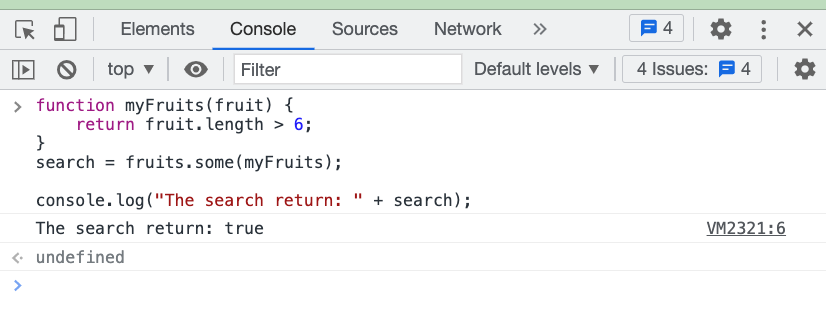 Elements Console Sources Network » 4
top ▼ Filter Default levels ▼ 4 Issues: 4
> function myFruits(fruit) {
    return fruit.length > 6;
}
search = fruits.some(myFruits);
console.log("The search return: " + search);
The search return: true VM2321:6
undefined
>